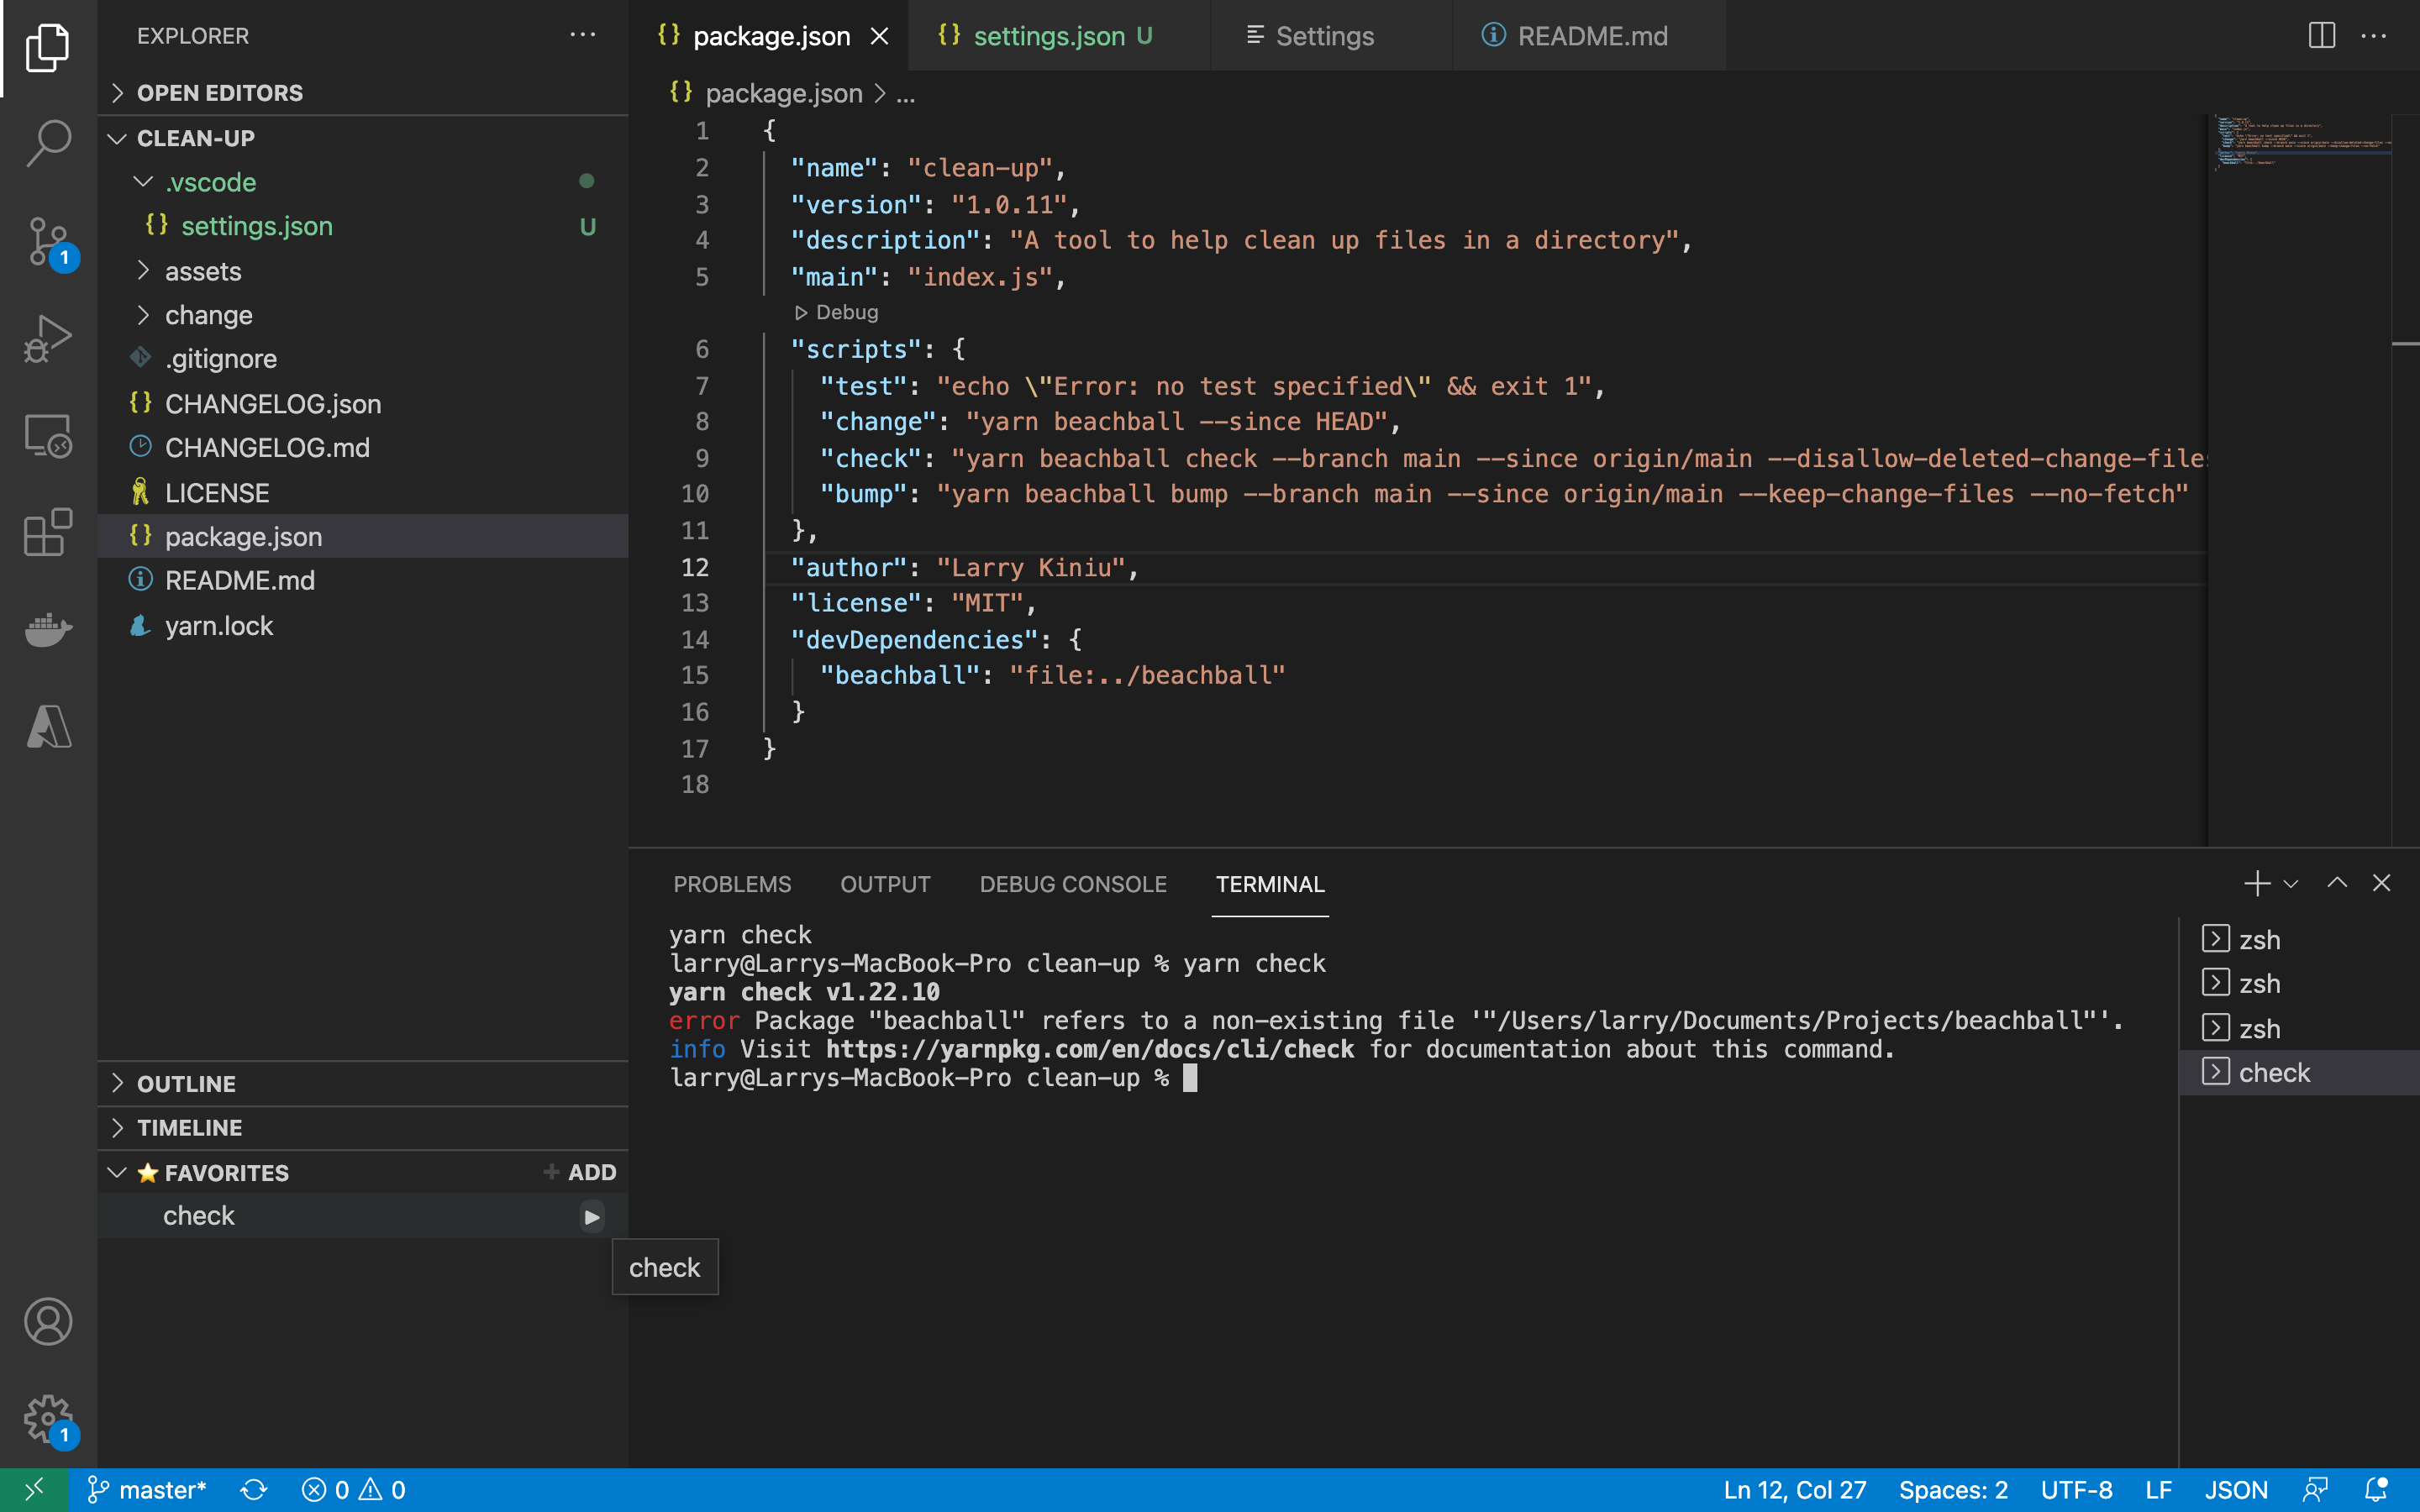 EXPLORER
OPEN EDITORS
CLEAN-UP
.vscode
settings.json U
assets
change
.gitignore
CHANGELOG.json
CHANGELOG.md
LICENSE
package.json
README.md
yarn.lock
OUTLINE
TIMELINE
FAVORITES
ADD
check
check
1
1
package.json
settings.json U
Settings
README.md
package.json > ...
1 {
2 "name": "clean-up",
3 "version": "1.0.11",
4 "description": "A tool to help clean up files in a directory",
5 "main": "index.js",
Debug
6 "scripts": {
7 "test": "echo \"Error: no test specified\" && exit 1",
8 "change": "yarn beachball --since HEAD",
9 "check": "yarn beachball check --branch main --since origin/main --disallow-deleted-change-file
10 "bump": "yarn beachball bump --branch main --since origin/main --keep-change-files --no-fetch"
11 },
12 "author": "Larry Kiniu",
13 "license": "MIT",
14 "devDependencies": {
15 "beachball": "file:../beachball"
16 }
17 }
18
PROBLEMS OUTPUT DEBUG CONSOLE TERMINAL
yarn check
larry@Larrys-MacBook-Pro clean-up % yarn check
yarn check v1.22.10
error Package "beachball" refers to a non-existing file '"/Users/larry/Documents/Projects/beachball"'.
info Visit https://yarnpkg.com/en/docs/cli/check for documentation about this command.
larry@Larrys-MacBook-Pro clean-up %
zsh
zsh
zsh
check
master* 0 0 Ln 12, Col 27 Spaces: 2 UTF-8 LF JSON